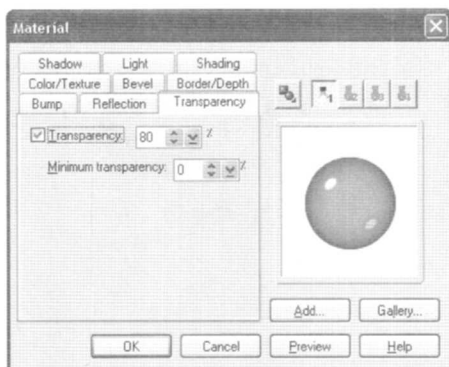 Material
Shadow Light Shading
Color/Texture Bevel Border/Depth
Bump Reflection Transparency
Transparency: 80 %
Minimum transparency: 0 %
Add... Gallery...
OK Cancel Preview Help